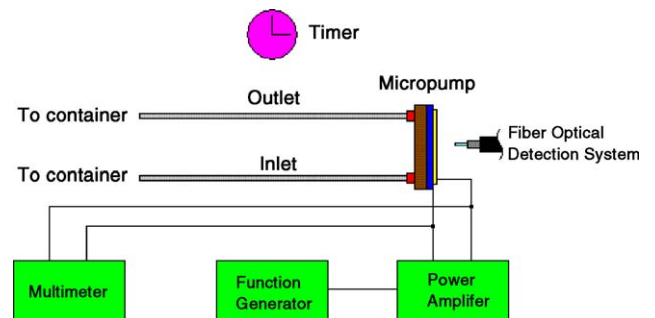 Timer
Micropump
Outlet
To container
Fiber Optical
Detection System
Inlet
To container
Multimeter
Function
Generator
Power
Amplifer